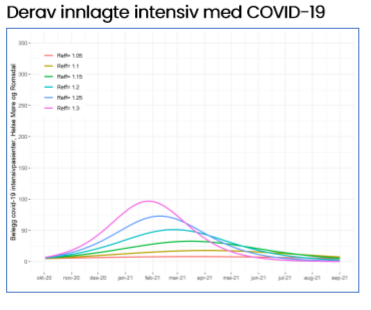 Derav innlagte intensiv med COVID-19
350
300
250
200
150
100
50
0
Belegg covid-19 intensivpasienter, Helse Møre og Romsdal
Reff= 1.05
Reff= 1.1
Reff= 1.15
Reff= 1.2
Reff= 1.25
Reff= 1.3
okt-20 nov-20 des-20 jan-21 feb-21 mar-21 apr-21 mai-21 jun-21 jul-21 aug-21 sep-21